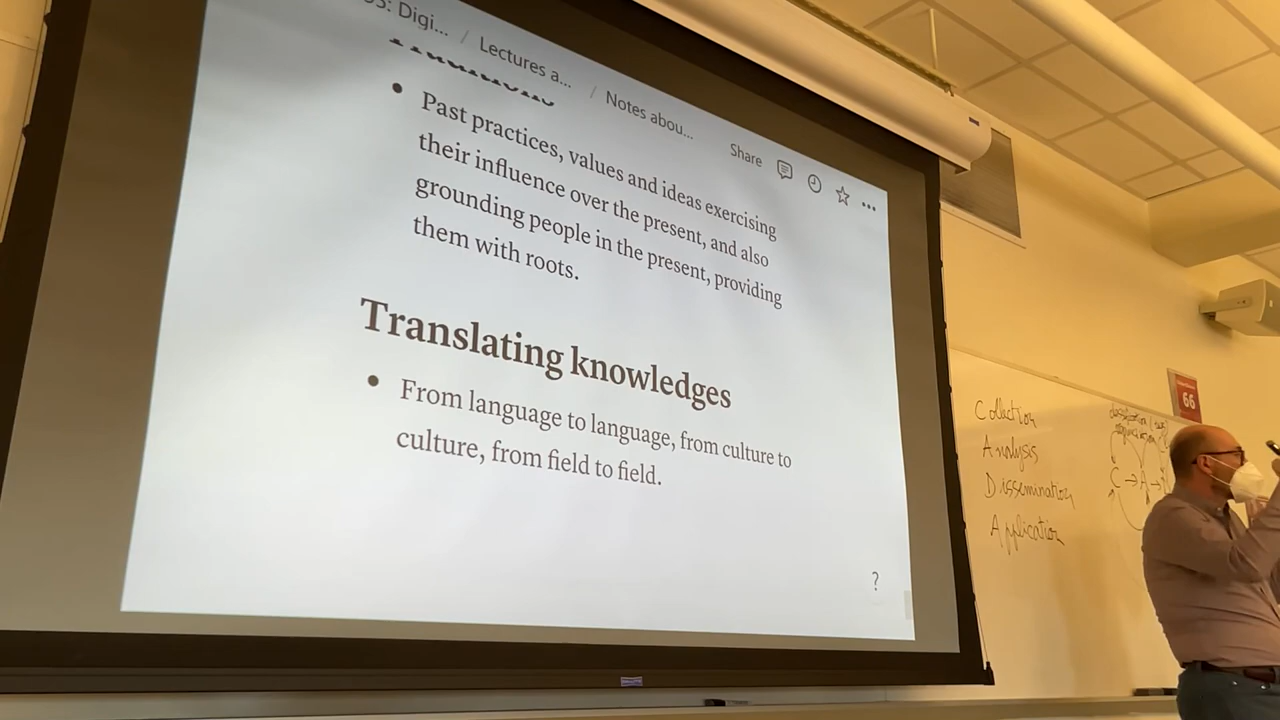 Digi... / Lectures a... / Notes abou...
Share
• Past practices, values and ideas exercising
their influence over the present, and also
grounding people in the present, providing
them with roots.
Translating knowledges
• From language to language, from culture to
culture, from field to field.
?
Collection
Analysis
Dissemination
Application
66
C → A →